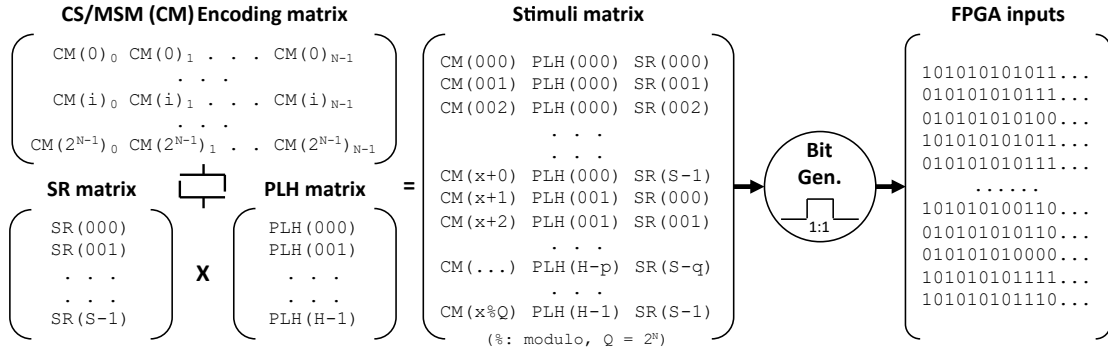 CS/MSM (CM) Encoding matrix
CM(0)₀ CM(0)₁ . . . CM(0)N-1
. . .
CM(i)₀ CM(i)₁ . . . CM(i)N-1
. . .
CM(2ᴺ⁻¹)₀ CM(2ᴺ⁻¹)₁ . . CM(2ᴺ⁻¹)N-1
SR matrix
SR(000)
SR(001)
. . .
. . .
SR(S-1)
X
PLH matrix
PLH(000)
PLH(001)
. . .
. . .
PLH(H-1)
=
Stimuli matrix
CM(000) PLH(000) SR(000)
CM(001) PLH(000) SR(001)
CM(002) PLH(000) SR(002)
. . .
. . .
CM(x+0) PLH(000) SR(S-1)
CM(x+1) PLH(001) SR(000)
CM(x+2) PLH(001) SR(001)
. . .
CM(...) PLH(H-p) SR(S-q)
. . .
CM(x%Q) PLH(H-1) SR(S-1)
(%: modulo, Q = 2ᴺ)
Bit
Gen.
1:1
FPGA inputs
101010101011...
010101010111...
010101010100...
101010101011...
010101010111...
......
101010100110...
010101010110...
010101010000...
101010101111...
101010101110...